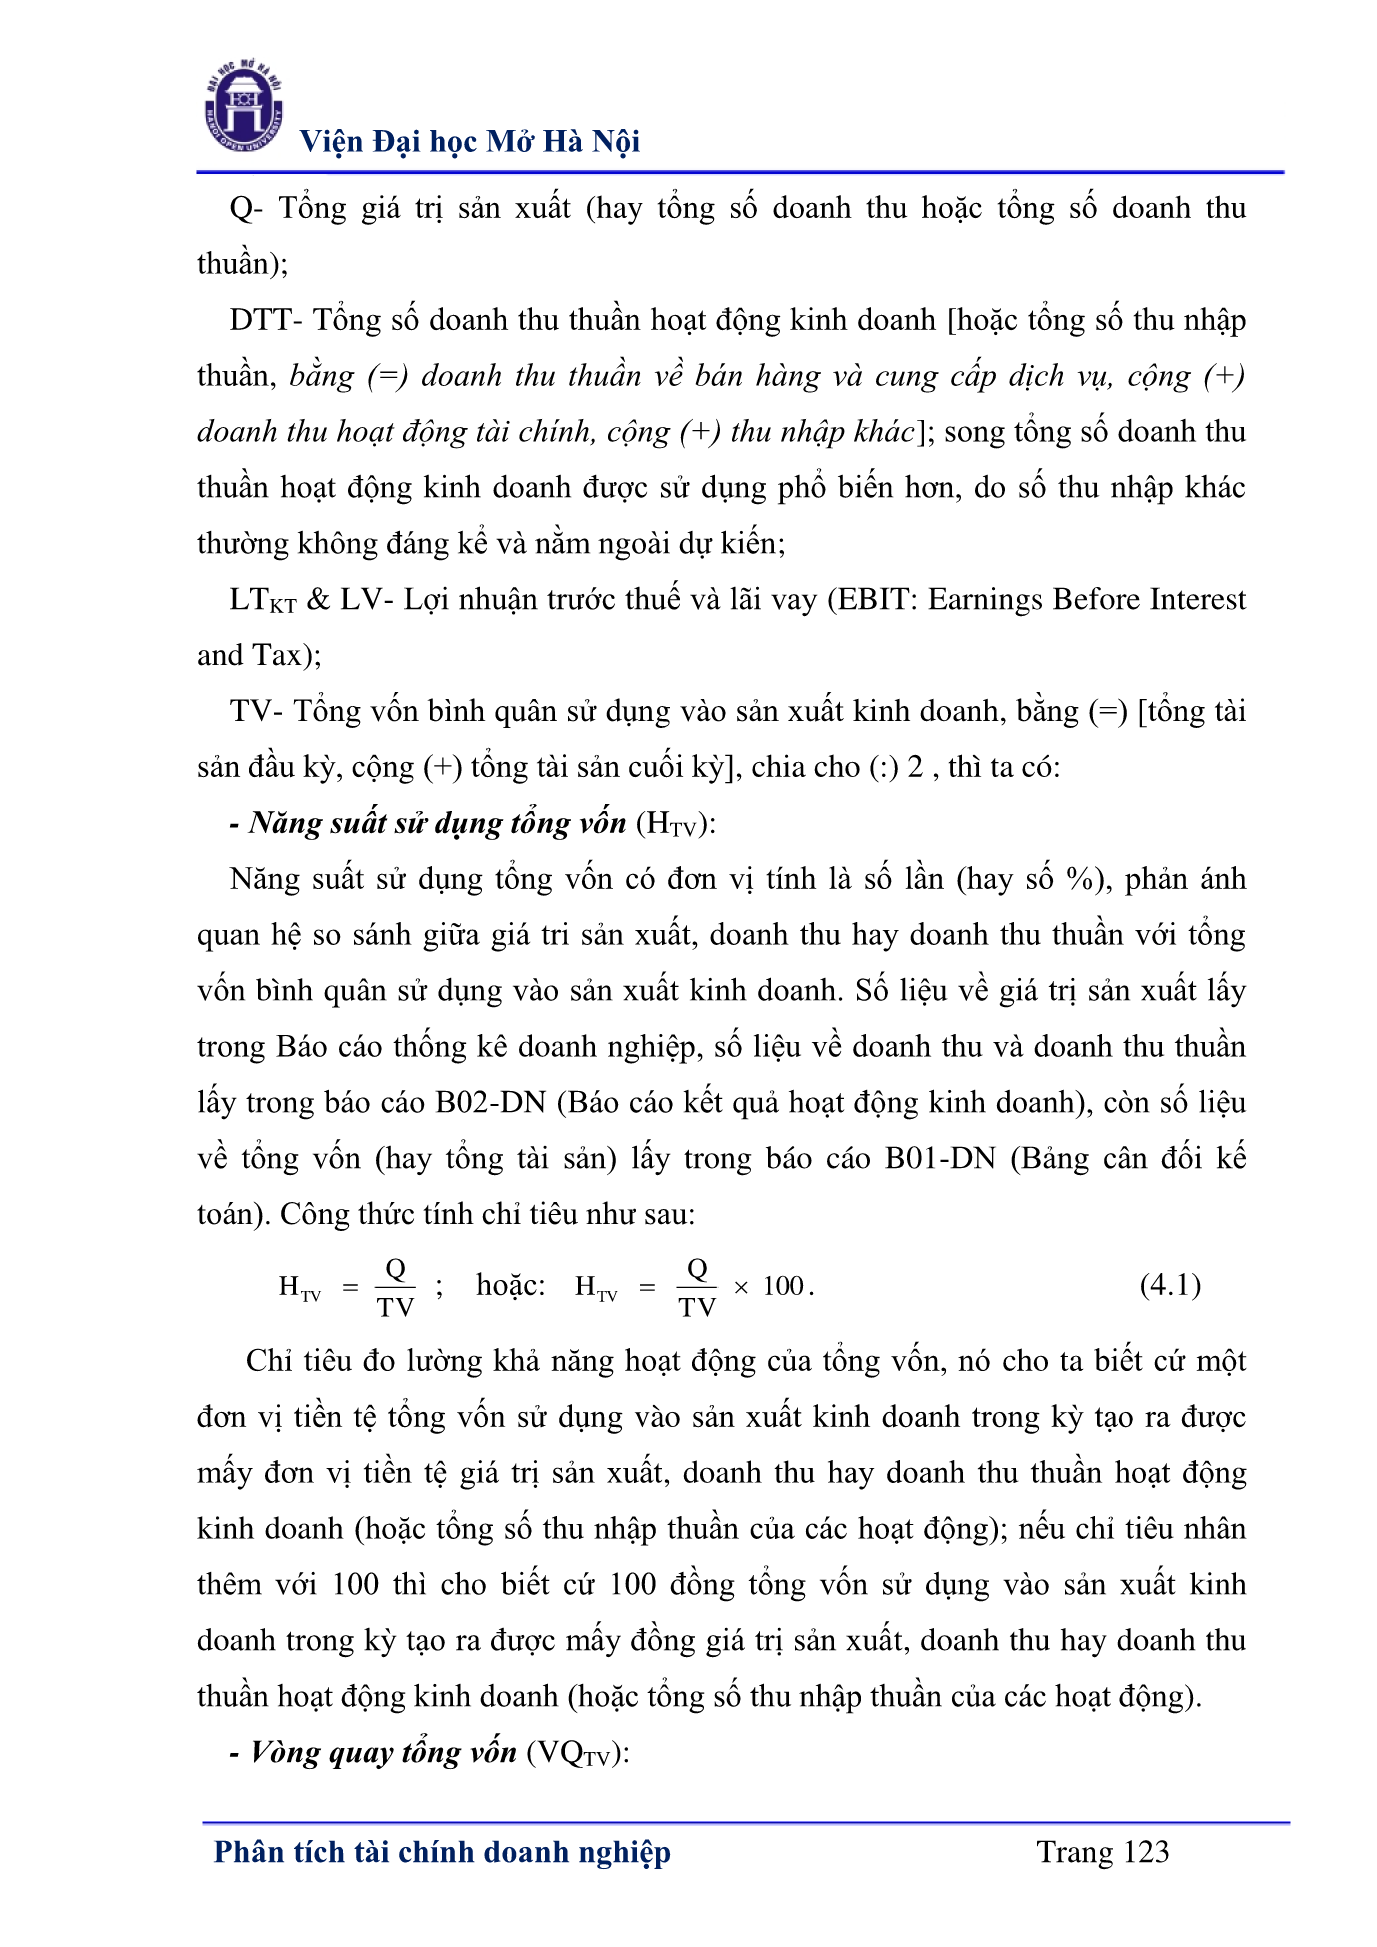 ĐẠI HỌC MỞ HÀ NỘI
HANOI OPEN UNIVERSITY
Viện Đại học Mở Hà Nội
Q- Tổng giá trị sản xuất (hay tổng số doanh thu hoặc tổng số doanh thu
thuần);
DTT- Tổng số doanh thu thuần hoạt động kinh doanh [hoặc tổng số thu nhập
thuần, bằng (=) doanh thu thuần về bán hàng và cung cấp dịch vụ, cộng (+)
doanh thu hoạt động tài chính, cộng (+) thu nhập khác]; song tổng số doanh thu
thuần hoạt động kinh doanh được sử dụng phổ biến hơn, do số thu nhập khác
thường không đáng kể và nằm ngoài dự kiến;
LTKT & LV- Lợi nhuận trước thuế và lãi vay (EBIT: Earnings Before Interest
and Tax);
TV- Tổng vốn bình quân sử dụng vào sản xuất kinh doanh, bằng (=) [tổng tài
sản đầu kỳ, cộng (+) tổng tài sản cuối kỳ], chia cho (:) 2 , thì ta có:
- Năng suất sử dụng tổng vốn (HTV):
Năng suất sử dụng tổng vốn có đơn vị tính là số lần (hay số %), phản ánh
quan hệ so sánh giữa giá tri sản xuất, doanh thu hay doanh thu thuần với tổng
vốn bình quân sử dụng vào sản xuất kinh doanh. Số liệu về giá trị sản xuất lấy
trong Báo cáo thống kê doanh nghiệp, số liệu về doanh thu và doanh thu thuần
lấy trong báo cáo B02-DN (Báo cáo kết quả hoạt động kinh doanh), còn số liệu
về tổng vốn (hay tổng tài sản) lấy trong báo cáo B01-DN (Bảng cân đối kế
toán). Công thức tính chỉ tiêu như sau:
HTV = Q/TV ; hoặc: HTV = Q/TV × 100. (4.1)
Chỉ tiêu đo lường khả năng hoạt động của tổng vốn, nó cho ta biết cứ một
đơn vị tiền tệ tổng vốn sử dụng vào sản xuất kinh doanh trong kỳ tạo ra được
mấy đơn vị tiền tệ giá trị sản xuất, doanh thu hay doanh thu thuần hoạt động
kinh doanh (hoặc tổng số thu nhập thuần của các hoạt động); nếu chỉ tiêu nhân
thêm với 100 thì cho biết cứ 100 đồng tổng vốn sử dụng vào sản xuất kinh
doanh trong kỳ tạo ra được mấy đồng giá trị sản xuất, doanh thu hay doanh thu
thuần hoạt động kinh doanh (hoặc tổng số thu nhập thuần của các hoạt động).
- Vòng quay tổng vốn (VQTV):
Phân tích tài chính doanh nghiệp Trang 123